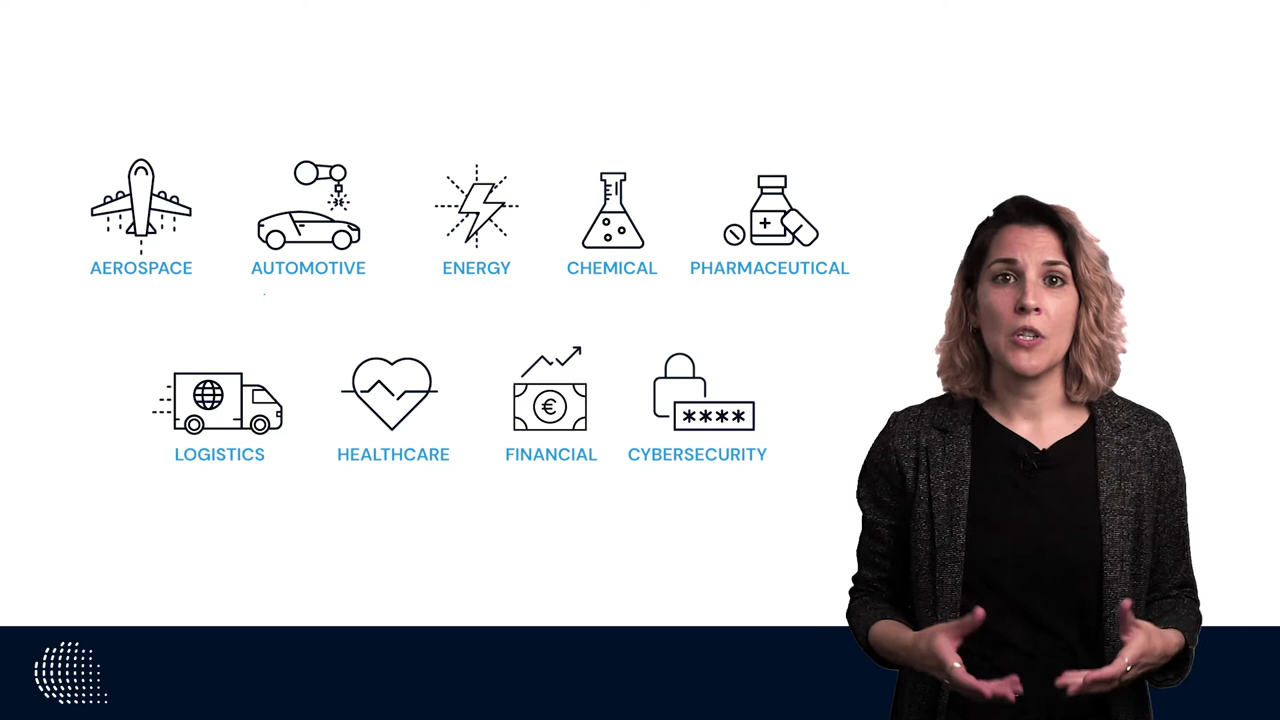 AEROSPACE AUTOMOTIVE ENERGY CHEMICAL PHARMACEUTICAL
€ ****
LOGISTICS HEALTHCARE FINANCIAL CYBERSECURITY